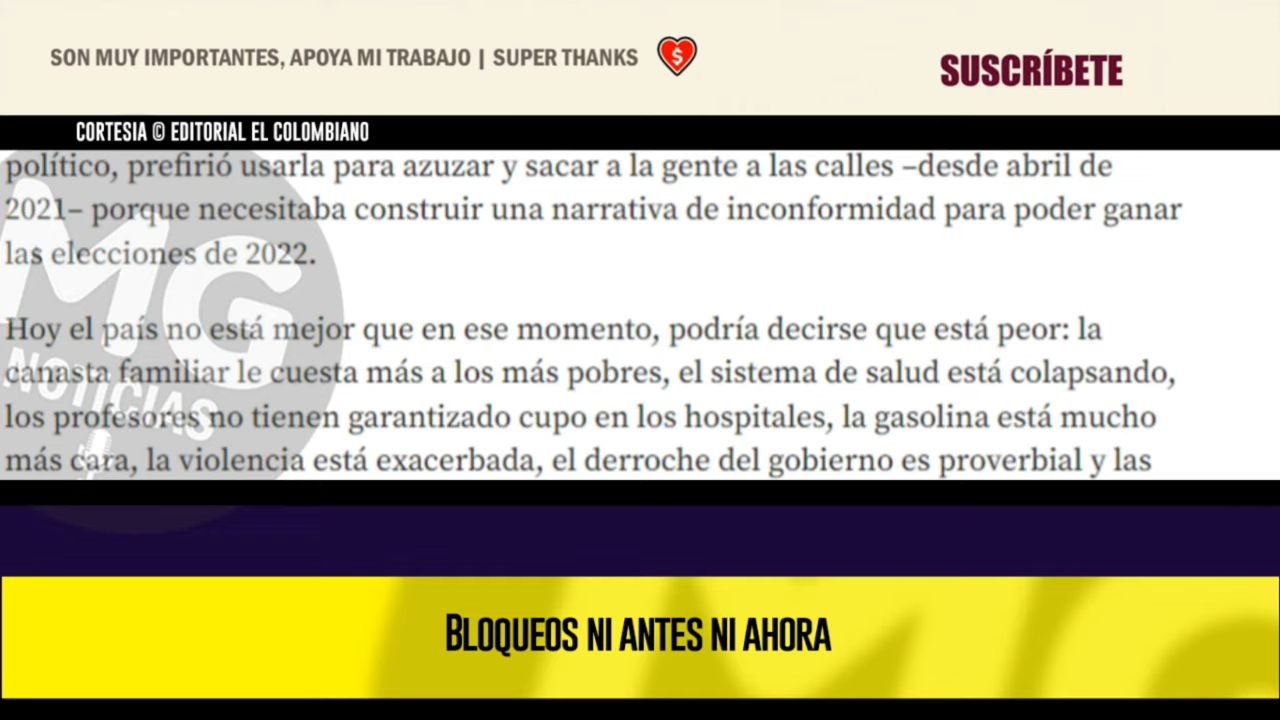 SON MUY IMPORTANTES, APOYA MI TRABAJO | SUPER THANKS
SUSCRÍBETE
CORTESIA © EDITORIAL EL COLOMBIANO
político, prefirió usarla para azuzar y sacar a la gente a las calles –desde abril de
2021– porque necesitaba construir una narrativa de inconformidad para poder ganar
las elecciones de 2022.
Hoy el país no está mejor que en ese momento, podría decirse que está peor: la
canasta familiar le cuesta más a los más pobres, el sistema de salud está colapsando,
los profesores no tienen garantizado cupo en los hospitales, la gasolina está mucho
más cara, la violencia está exacerbada, el derroche del gobierno es proverbial y las
MG
NOTICIAS
BLOQUEOS NI ANTES NI AHORA